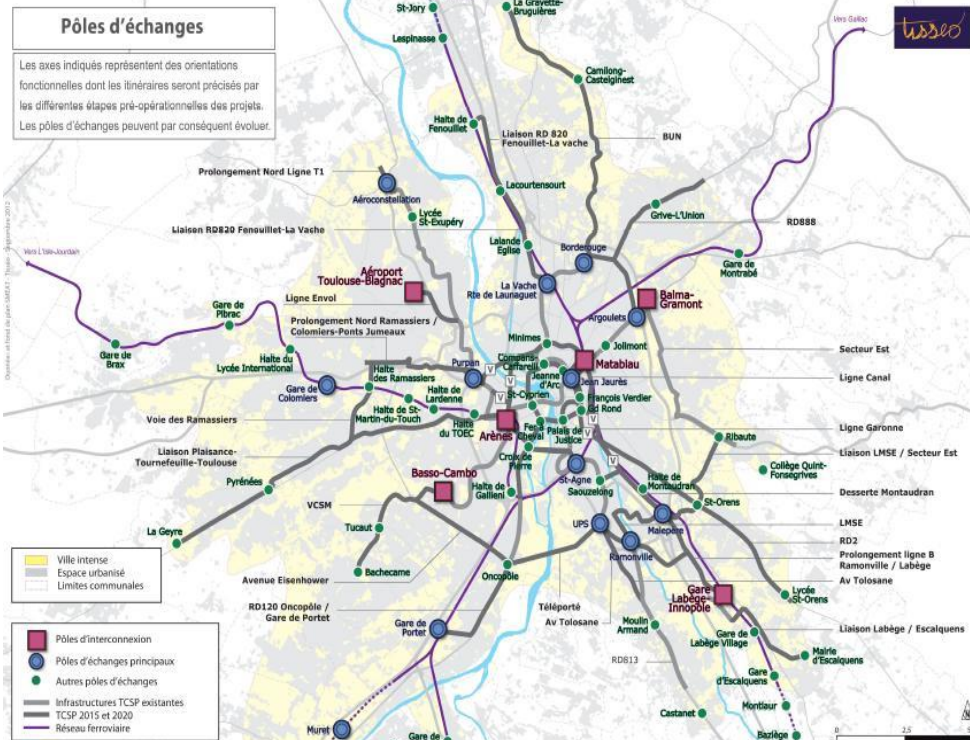 Pôles d'échanges
Les axes indiqués représentent des orientations
fonctionnelles dont les itinéraires seront précisés par
les différentes étapes pré-opérationnelles des projets.
Les pôles d'échanges peuvent par conséquent évoluer.
tisséo
St-Jory
La Gravette-
Bruguières
Vers Gaillac
Lespinasse
Camilong-
Castelginest
Halte de
Fenouillet
Liaison RD 820
Fenouillet-La vache
BUN
Prolongement Nord Ligne T1
Aéroconstellation
Lacourtensourt
Lycée
St-Exupéry
Grive-L'Union
RD888
Liaison RD820 Fenouillet-La Vache
Lalande
Eglise
Borderouge
Gare de
Montrabé
Vers L'Isle-Jourdain
Aéroport
Toulouse-Blagnac
La Vache
Rte de Launaguet
Balma-
Gramont
Ligne Envol
Gare de
Pibrac
Argoulets
Prolongement Nord Ramassiers /
Colomiers-Ponts Jumeaux
Minimes
Jolimont
Secteur Est
Gare de
Brax
Halte du
Lycée International
Compans-
Caffarelli
Matabiau
Purpan
Jeanne
d'Arc
Jean Jaurès
Ligne Canal
Gare de
Colomiers
Halte
des Ramassiers
Halte de
Lardenne
St-Cyprien
François Verdier
Gd Rond
Halte de St-
Martin-du-Touch
Voie des Ramassiers
Halte
du TOEC
Arènes
Fer à
Cheval
Palais de
Justice
Ligne Garonne
Ribaute
Liaison Plaisance-
Tournefeuille-Toulouse
Croix de
Pierre
Liaison LMSE / Secteur Est
Basso-Cambo
St-Agne
Collège Quint-
Fonsegrives
Pyrénées
Halte de
Gallieni
Saouzelong
Halte de
Montaudran
Desserte Montaudran
VCSM
St-Orens
La Geyre
Tucaut
UPS
Malepère
LMSE
RD2
Ramonville
Prolongement ligne B
Ramonville / Labège
Ville intense
Espace urbanisé
Limites communales
Bachecame
Avenue Eisenhower
Oncopôle
Av Tolosane
Gare
Labège-
Innopole
Lycée
St-Orens
RD120 Oncopôle /
Gare de Portet
Téléporté
Av Tolosane
Moulin
Armand
Gare de
Portet
Gare de
Labège Village
Liaison Labège / Escalquens
Pôles d'interconnexion
Pôles d'échanges principaux
Autres pôles d'échanges
Infrastructures TCSP existantes
TCSP 2015 et 2020
Réseau ferroviaire
RD813
Mairie
d'Escalquens
Gare
d'Escalquens
Castanet
Montlaur
Muret
Gare de
Baziège
V
V
V
V
V
V
0
2,5